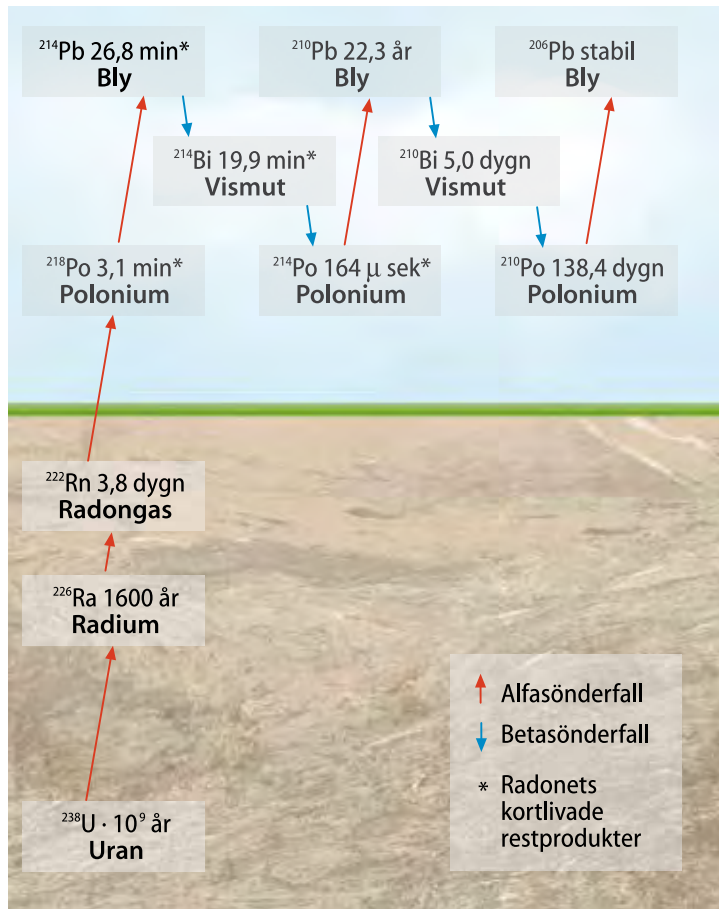 ²¹⁴Pb 26,8 min*
Bly
²¹⁰Pb 22,3 år
Bly
²⁰⁶Pb stabil
Bly
²¹⁴Bi 19,9 min*
Vismut
²¹⁰Bi 5,0 dygn
Vismut
²¹⁸Po 3,1 min*
Polonium
²¹⁴Po 164 µ sek*
Polonium
²¹⁰Po 138,4 dygn
Polonium
²²²Rn 3,8 dygn
Radongas
²²⁶Ra 1600 år
Radium
²³⁸U · 10⁹ år
Uran
Alfasönderfall
Betasönderfall
* Radonets
kortlivade
restprodukter